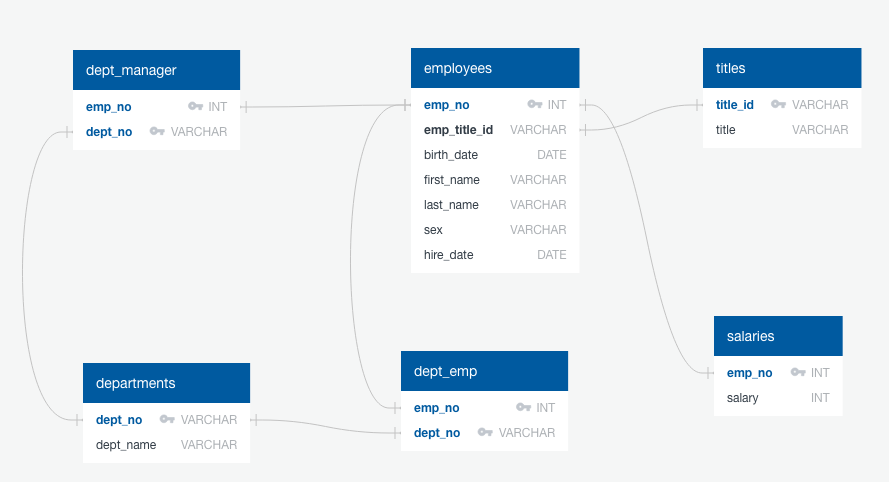 dept_manager
emp_no INT
dept_no VARCHAR
employees
emp_no INT
emp_title_id VARCHAR
birth_date DATE
first_name VARCHAR
last_name VARCHAR
sex VARCHAR
hire_date DATE
titles
title_id VARCHAR
title VARCHAR
departments
dept_no VARCHAR
dept_name VARCHAR
dept_emp
emp_no INT
dept_no VARCHAR
salaries
emp_no INT
salary INT